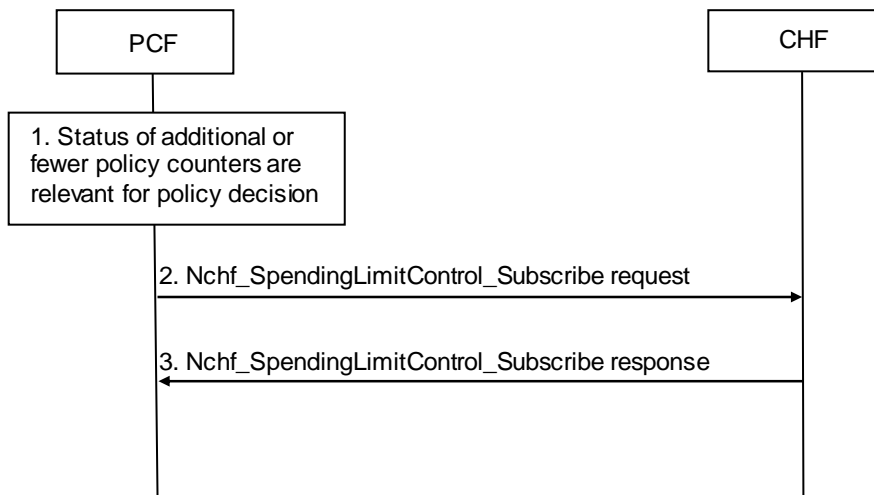 PCF
CHF
1. Status of additional or
fewer policy counters are
relevant for policy decision
2. Nchf_SpendingLimitControl_Subscribe request
3. Nchf_SpendingLimitControl_Subscribe response